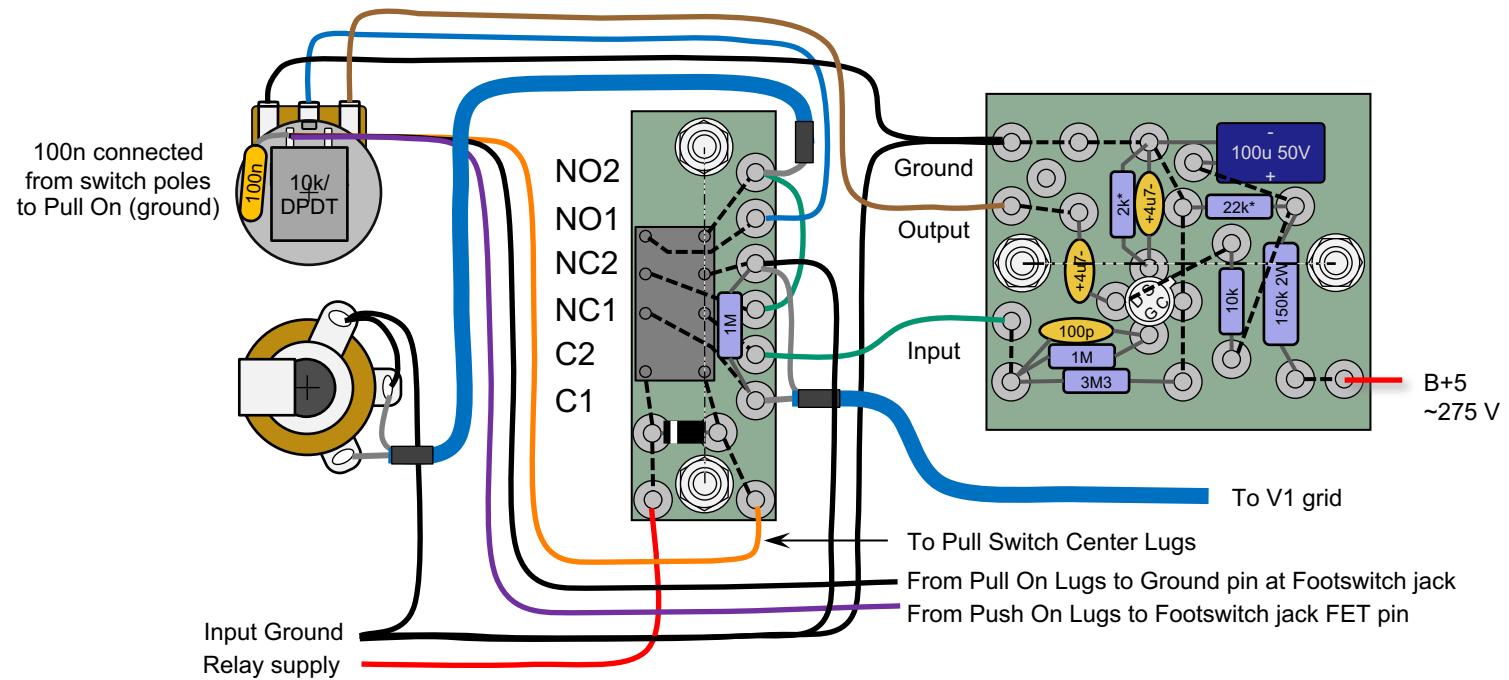 100n connected
from switch poles
to Pull On (ground)
100n
10k/
DPDT
NO2
NO1
NC2
NC1
C2
C1
1M
Ground
Output
Input
-
100u 50V
+
2k*
+4u7-
22k*
+4u7-
D S
G C
10k
150k 2W
100p
1M
3M3
B+5
~275 V
To V1 grid
To Pull Switch Center Lugs
From Pull On Lugs to Ground pin at Footswitch jack
From Push On Lugs to Footswitch jack FET pin
Input Ground
Relay supply